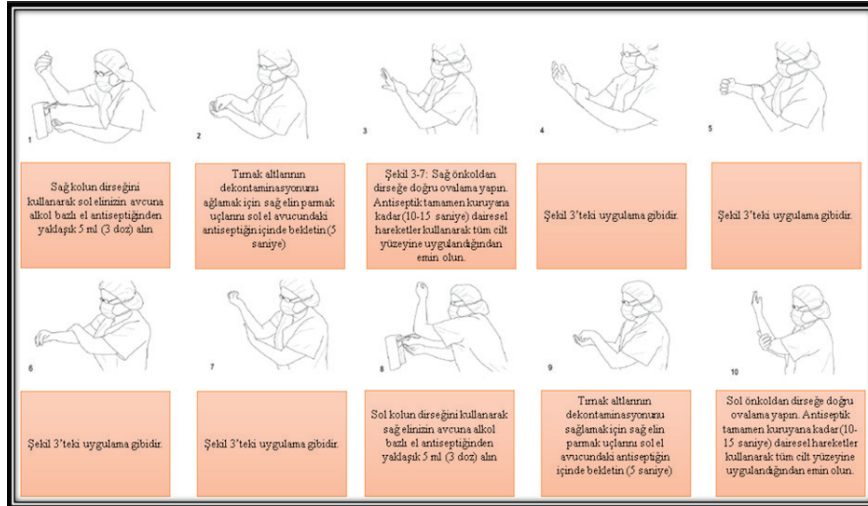 1
2
3
4
5
Sağ kolun dirseğini
kullanarak sol elinizin avcuna
alkol bazlı el antiseptiğinden
yaklaşık 5 ml (3 doz) alın
Tırnak altlarının
dekontaminasyonunu
ağlamak için sağ elin parmak
uçlarını sol el avucundaki
antiseptiğin içinde bekletin (5
saniye)
Şekil 3-7: Sağ önkoldan
dirseğe doğru ovalama yapın.
Antiseptik tamamen kuruyana
kadar (10-15 saniye) dairesel
hareketler kullanarak tüm cilt
yüzeyine uygulandığından
emin olun.
Şekil 3’teki uygulama gibidir.
Şekil 3’teki uygulama gibidir.
6
7
8
9
10
Şekil 3’teki uygulama gibidir.
Şekil 3’teki uygulama gibidir.
Sol kolun dirseğini kullanarak
sağ elinizin avcuna alkol
bazlı el antiseptiğinden
yaklaşık 5 ml (3 doz) alın
Tırnak altlarının
dekontaminasyonunu
sağlamak için sağ elin
parmak uçlarını sol el
avucundaki antiseptiğin
içinde bekletin (5 saniye)
Sol önkoldan dirseğe doğru
ovalama yapın. Antiseptik
tamamen kuruyana kadar (10-
15 saniye) dairesel hareketler
kullanarak tüm cilt yüzeyine
uygulandığından emin olun.